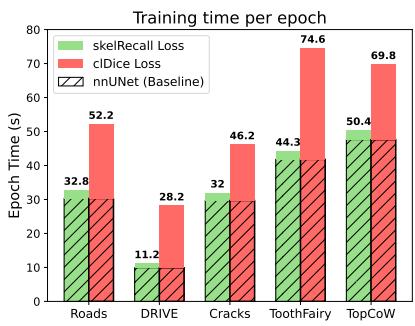 Training time per epoch
Epoch Time (s)
80
70
60
50
40
30
20
10
0
skelRecall Loss
clDice Loss
nnUNet (Baseline)
32.8
52.2
11.2
28.2
32
46.2
44.3
74.6
50.4
69.8
Roads
DRIVE
Cracks
ToothFairy
TopCoW